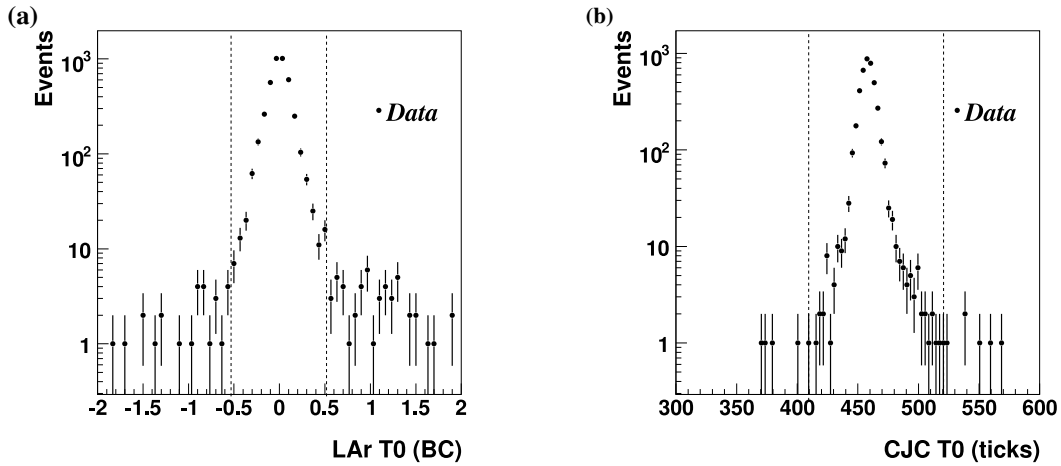 (a)
Events
10³
10²
10
1
Data
-2 -1.5 -1 -0.5 0 0.5 1 1.5 2
LAr T0 (BC)
(b)
Events
10³
10²
10
1
Data
300 350 400 450 500 550 600
CJC T0 (ticks)